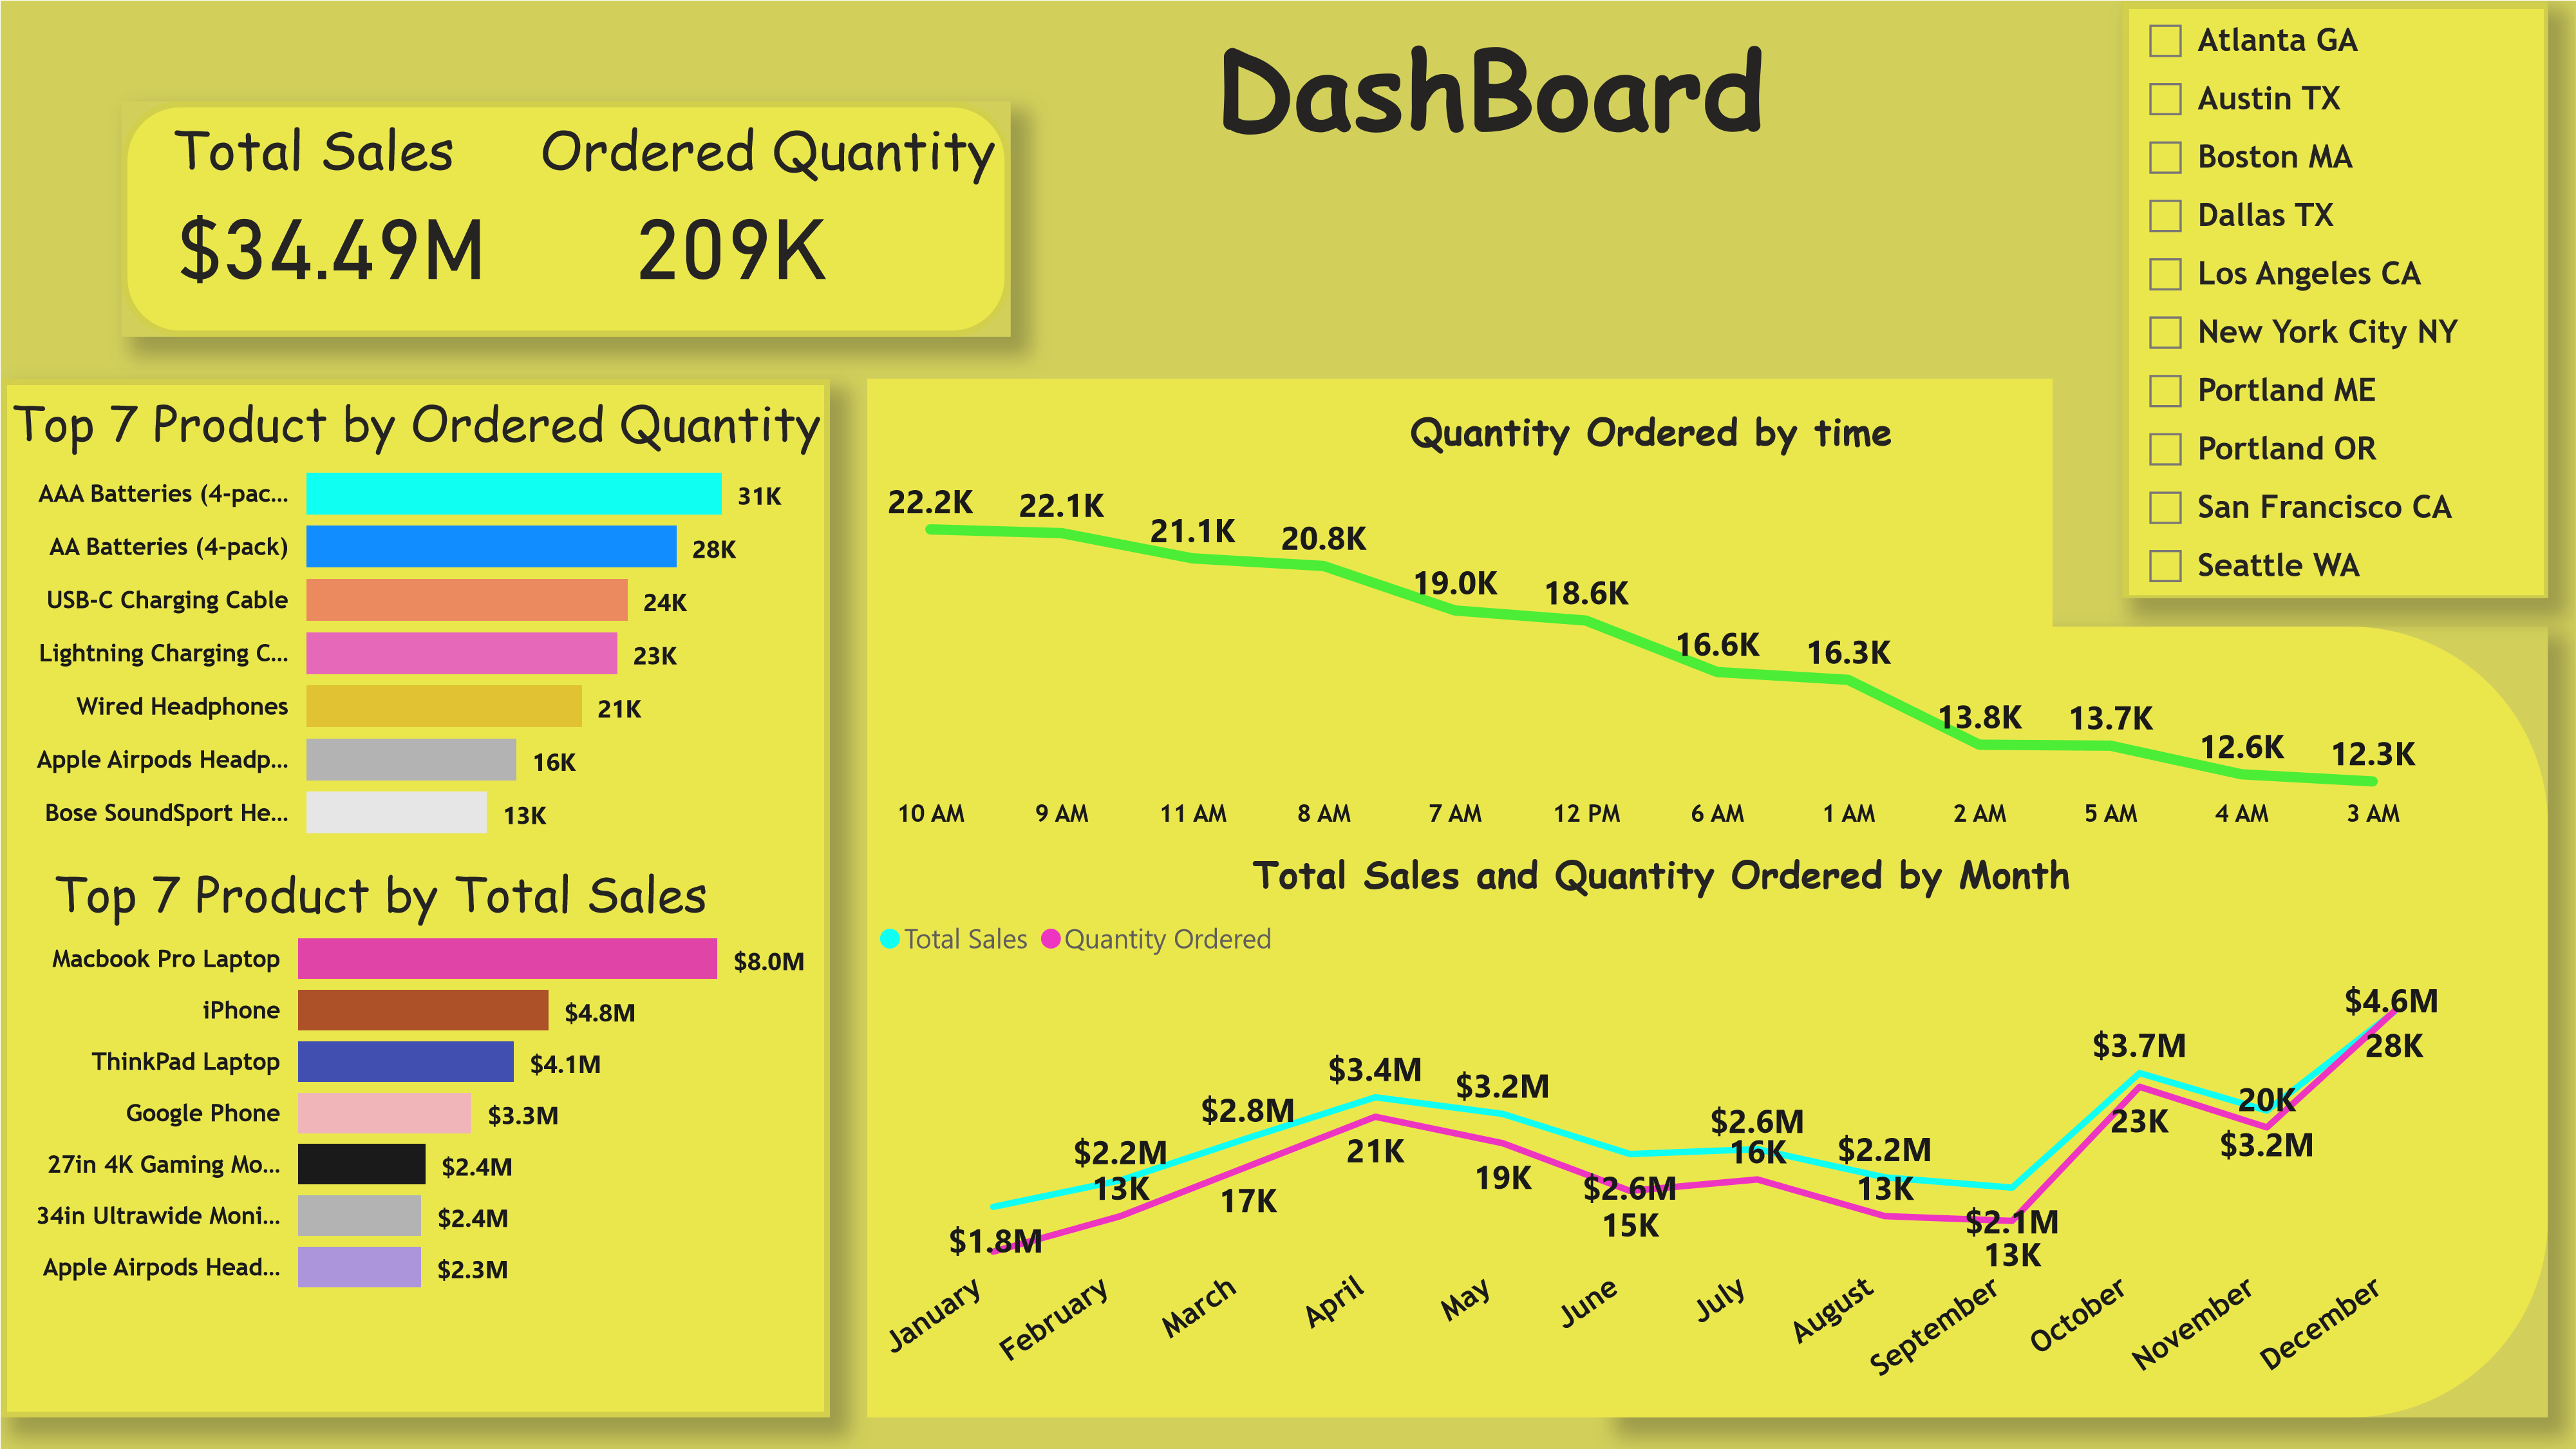 DashBoard
Total Sales
Ordered Quantity
$34.49M
209K
Atlanta GA
Austin TX
Boston MA
Dallas TX
Los Angeles CA
New York City NY
Portland ME
Portland OR
San Francisco CA
Seattle WA
Top 7 Product by Ordered Quantity
AAA Batteries (4-pac... 31K
AA Batteries (4-pack) 28K
USB-C Charging Cable 24K
Lightning Charging C... 23K
Wired Headphones 21K
Apple Airpods Headp... 16K
Bose SoundSport He... 13K
Top 7 Product by Total Sales
Macbook Pro Laptop $8.0M
iPhone $4.8M
ThinkPad Laptop $4.1M
Google Phone $3.3M
27in 4K Gaming Mo... $2.4M
34in Ultrawide Moni... $2.4M
Apple Airpods Head... $2.3M
Quantity Ordered by time
22.2K 22.1K 21.1K 20.8K 19.0K 18.6K 16.6K 16.3K 13.8K 13.7K 12.6K 12.3K
10 AM 9 AM 11 AM 8 AM 7 AM 12 PM 6 AM 1 AM 2 AM 5 AM 4 AM 3 AM
Total Sales and Quantity Ordered by Month
Total Sales Quantity Ordered
$1.8M $2.2M $2.8M $3.4M $3.2M $2.6M $2.6M $2.2M $2.1M $3.7M $3.2M $4.6M
13K 17K 21K 19K 15K 16K 13K 13K 23K 20K 28K
January February March April May June July August September October November December